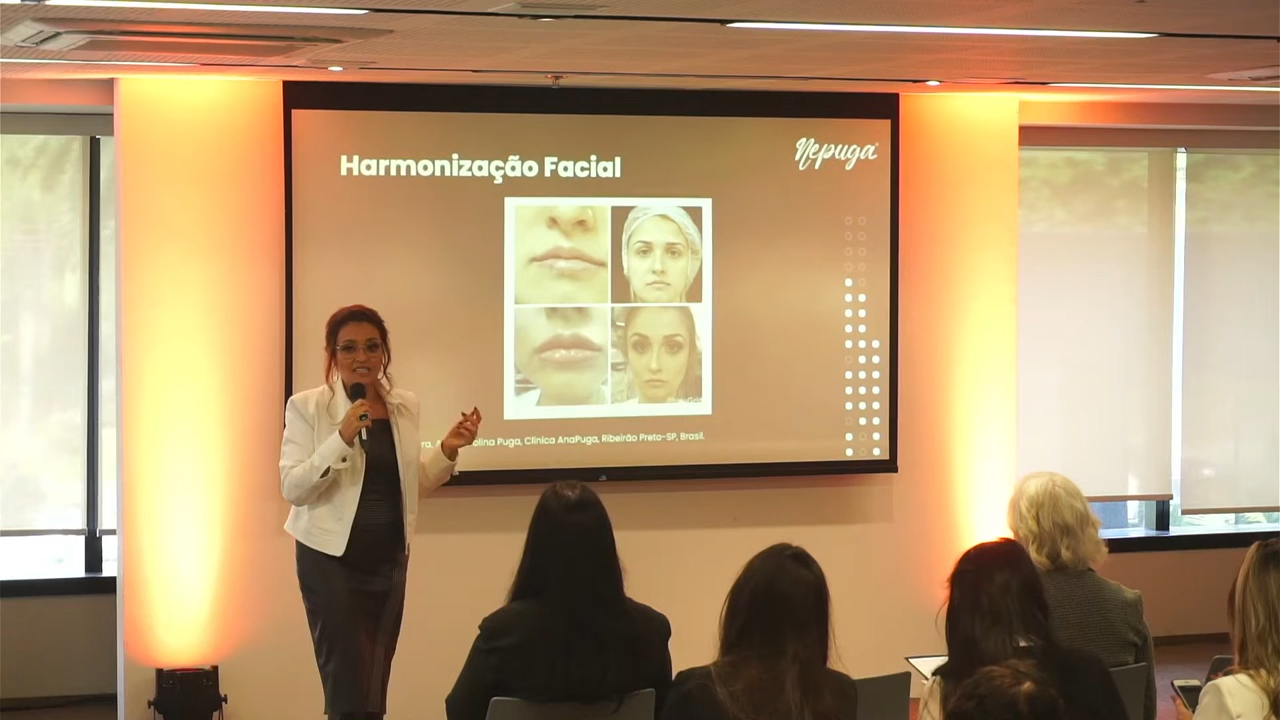 Harmonização Facial
Nepuga
olina Puga, Clínica AnaPuga, Ribeirão Preto-SP, Brasil.